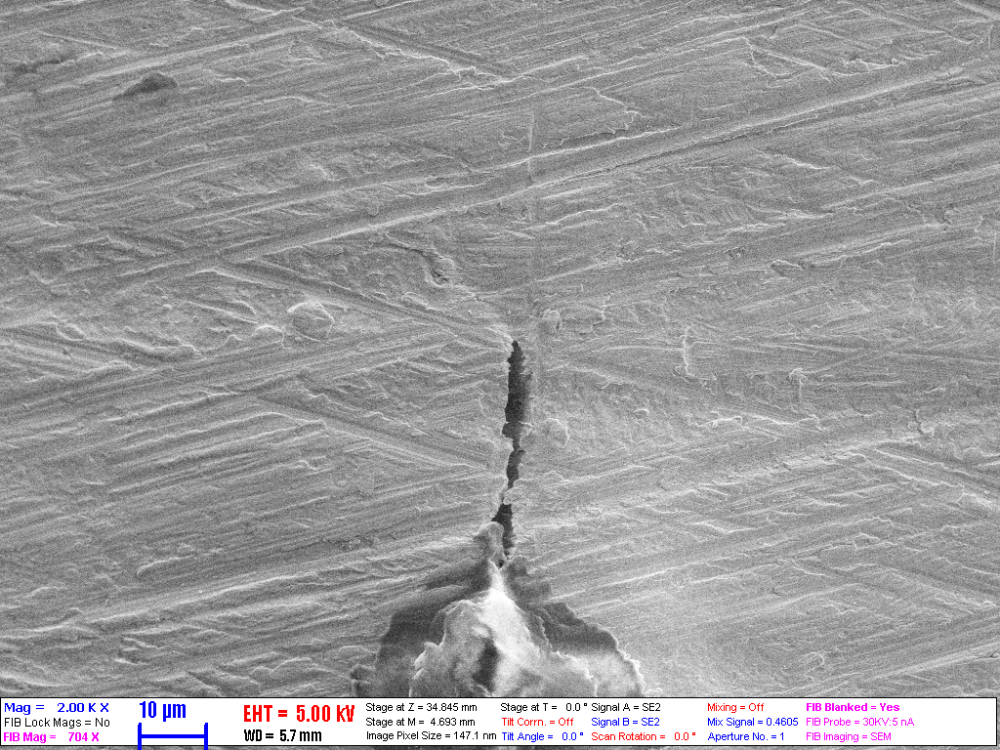 Mag = 2.00 K X
FIB Lock Mags = No
FIB Mag = 704 X
10 µm
EHT = 5.00 kV
WD = 5.7 mm
Stage at Z = 34.845 mm
Stage at M = 4.693 mm
Image Pixel Size = 147.1 nm
Stage at T = 0.0 °
Tilt Corrn. = Off
Tilt Angle = 0.0 °
Signal A = SE2
Signal B = SE2
Scan Rotation = 0.0 °
Mixing = Off
Mix Signal = 0.4605
Aperture No. = 1
FIB Blanked = Yes
FIB Probe = 30KV:5 nA
FIB Imaging = SEM